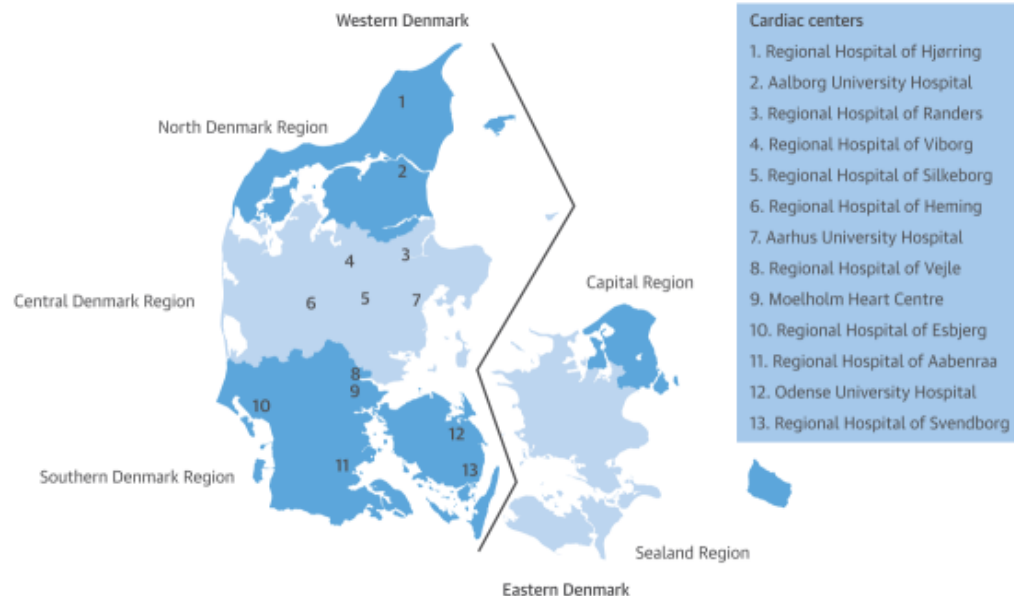 Western Denmark
North Denmark Region
Central Denmark Region
Southern Denmark Region
1
2
3
4
5
6
7
8
9
10
11
12
13
Capital Region
Sealand Region
Eastern Denmark
Cardiac centers
1. Regional Hospital of Hjørring
2. Aalborg University Hospital
3. Regional Hospital of Randers
4. Regional Hospital of Viborg
5. Regional Hospital of Silkeborg
6. Regional Hospital of Heming
7. Aarhus University Hospital
8. Regional Hospital of Vejle
9. Moelholm Heart Centre
10. Regional Hospital of Esbjerg
11. Regional Hospital of Aabenraa
12. Odense University Hospital
13. Regional Hospital of Svendborg